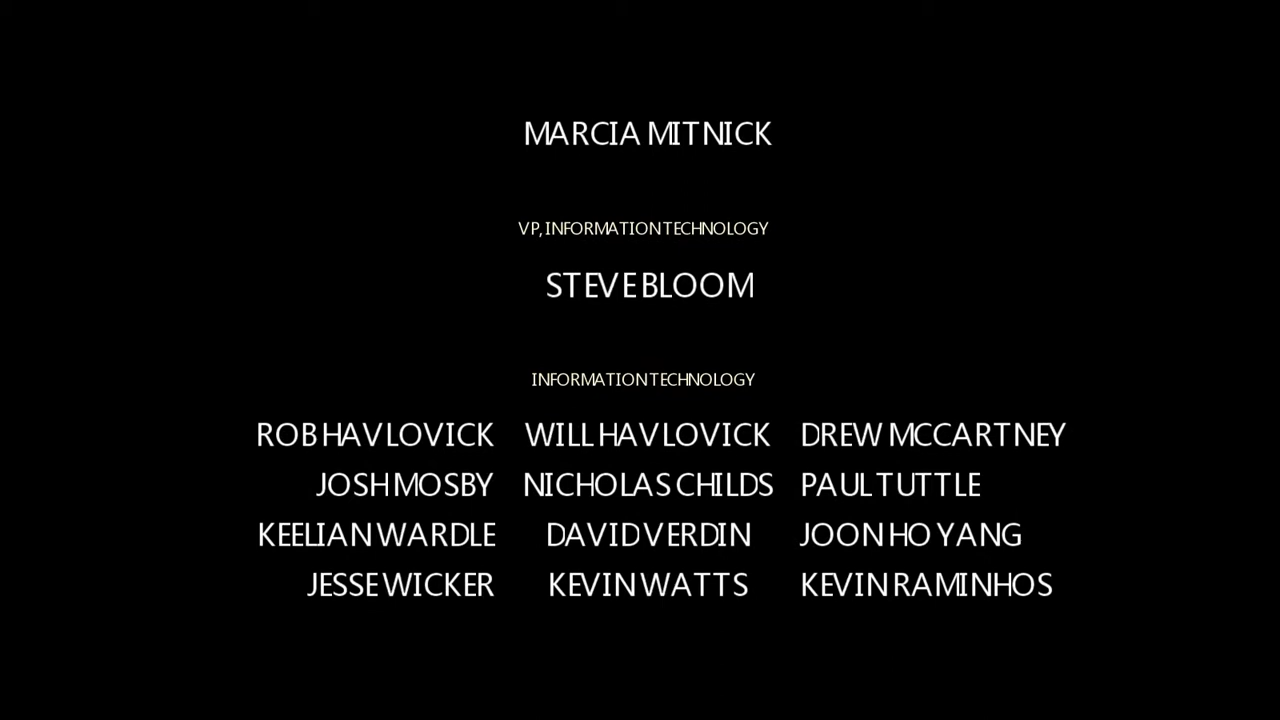 MARCIA MITNICK
VP, INFORMATION TECHNOLOGY
STEVE BLOOM
INFORMATION TECHNOLOGY
ROB HAVLOVICK WILL HAVLOVICK DREW MCCARTNEY
JOSH MOSBY NICHOLAS CHILDS PAUL TUTTLE
KEELIAN WARDLE DAVID VERDIN JOON HO YANG
JESSE WICKER KEVIN WATTS KEVIN RAMINHOS